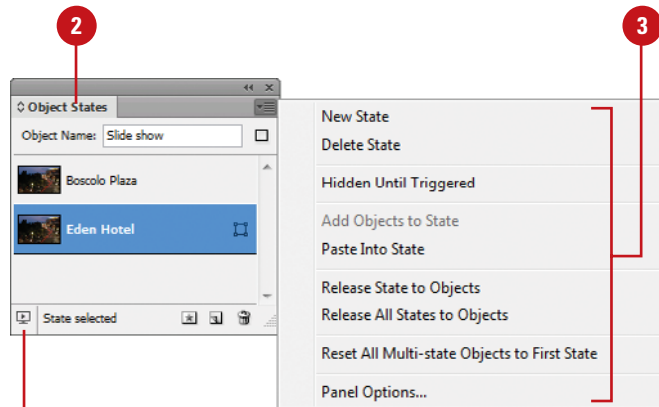 2
3
Object States
Object Name: Slide show
Boscolo Plaza
Eden Hotel
State selected
New State
Delete State
Hidden Until Triggered
Add Objects to State
Paste Into State
Release State to Objects
Release All States to Objects
Reset All Multi-state Objects to First State
Panel Options...